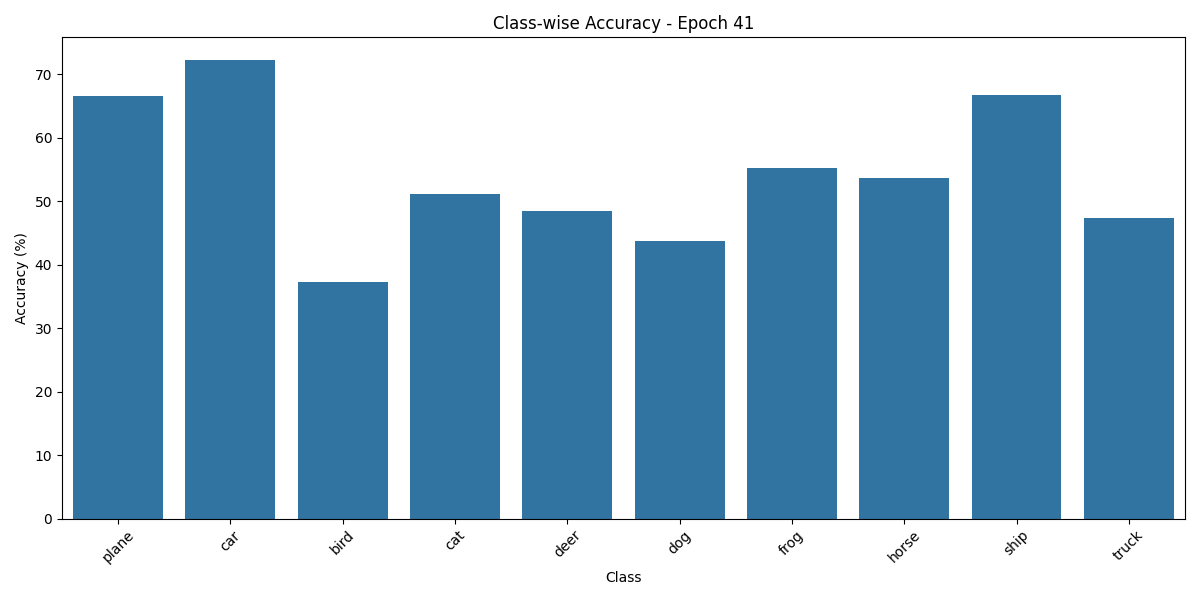 Class-wise Accuracy - Epoch 41
Accuracy (%)
70
60
50
40
30
20
10
0
plane
car
bird
cat
deer
dog
frog
horse
ship
truck
Class